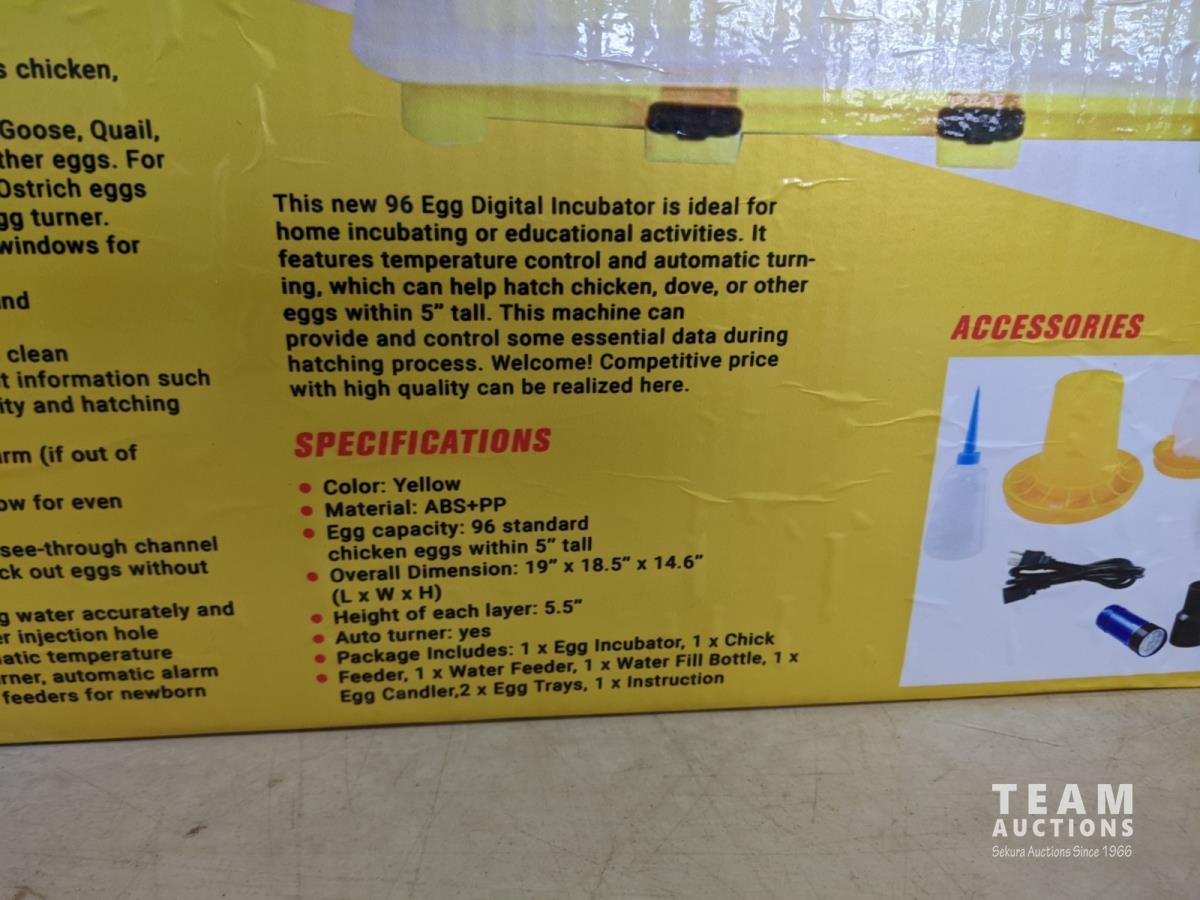 s chicken,
Goose, Quail,
ther eggs. For
Ostrich eggs
gg turner.
windows for
nd
clean
t information such
ity and hatching
rm (if out of
ow for even
see-through channel
ck out eggs without
g water accurately and
er injection hole
atic temperature
rner, automatic alarm
feeders for newborn
This new 96 Egg Digital Incubator is ideal for
home incubating or educational activities. It
features temperature control and automatic turn-
ing, which can help hatch chicken, dove, or other
eggs within 5” tall. This machine can
provide and control some essential data during
hatching process. Welcome! Competitive price
with high quality can be realized here.
SPECIFICATIONS
• Color: Yellow
• Material: ABS+PP
• Egg capacity: 96 standard
chicken eggs within 5” tall
• Overall Dimension: 19” x 18.5” x 14.6”
(L x W x H)
• Height of each layer: 5.5”
• Auto turner: yes
• Package Includes: 1 x Egg Incubator, 1 x Chick
• Feeder, 1 x Water Feeder, 1 x Water Fill Bottle, 1 x
Egg Candler,2 x Egg Trays, 1 x Instruction
ACCESSORIES
TEAM
AUCTIONS
Sekura Auctions Since 1966